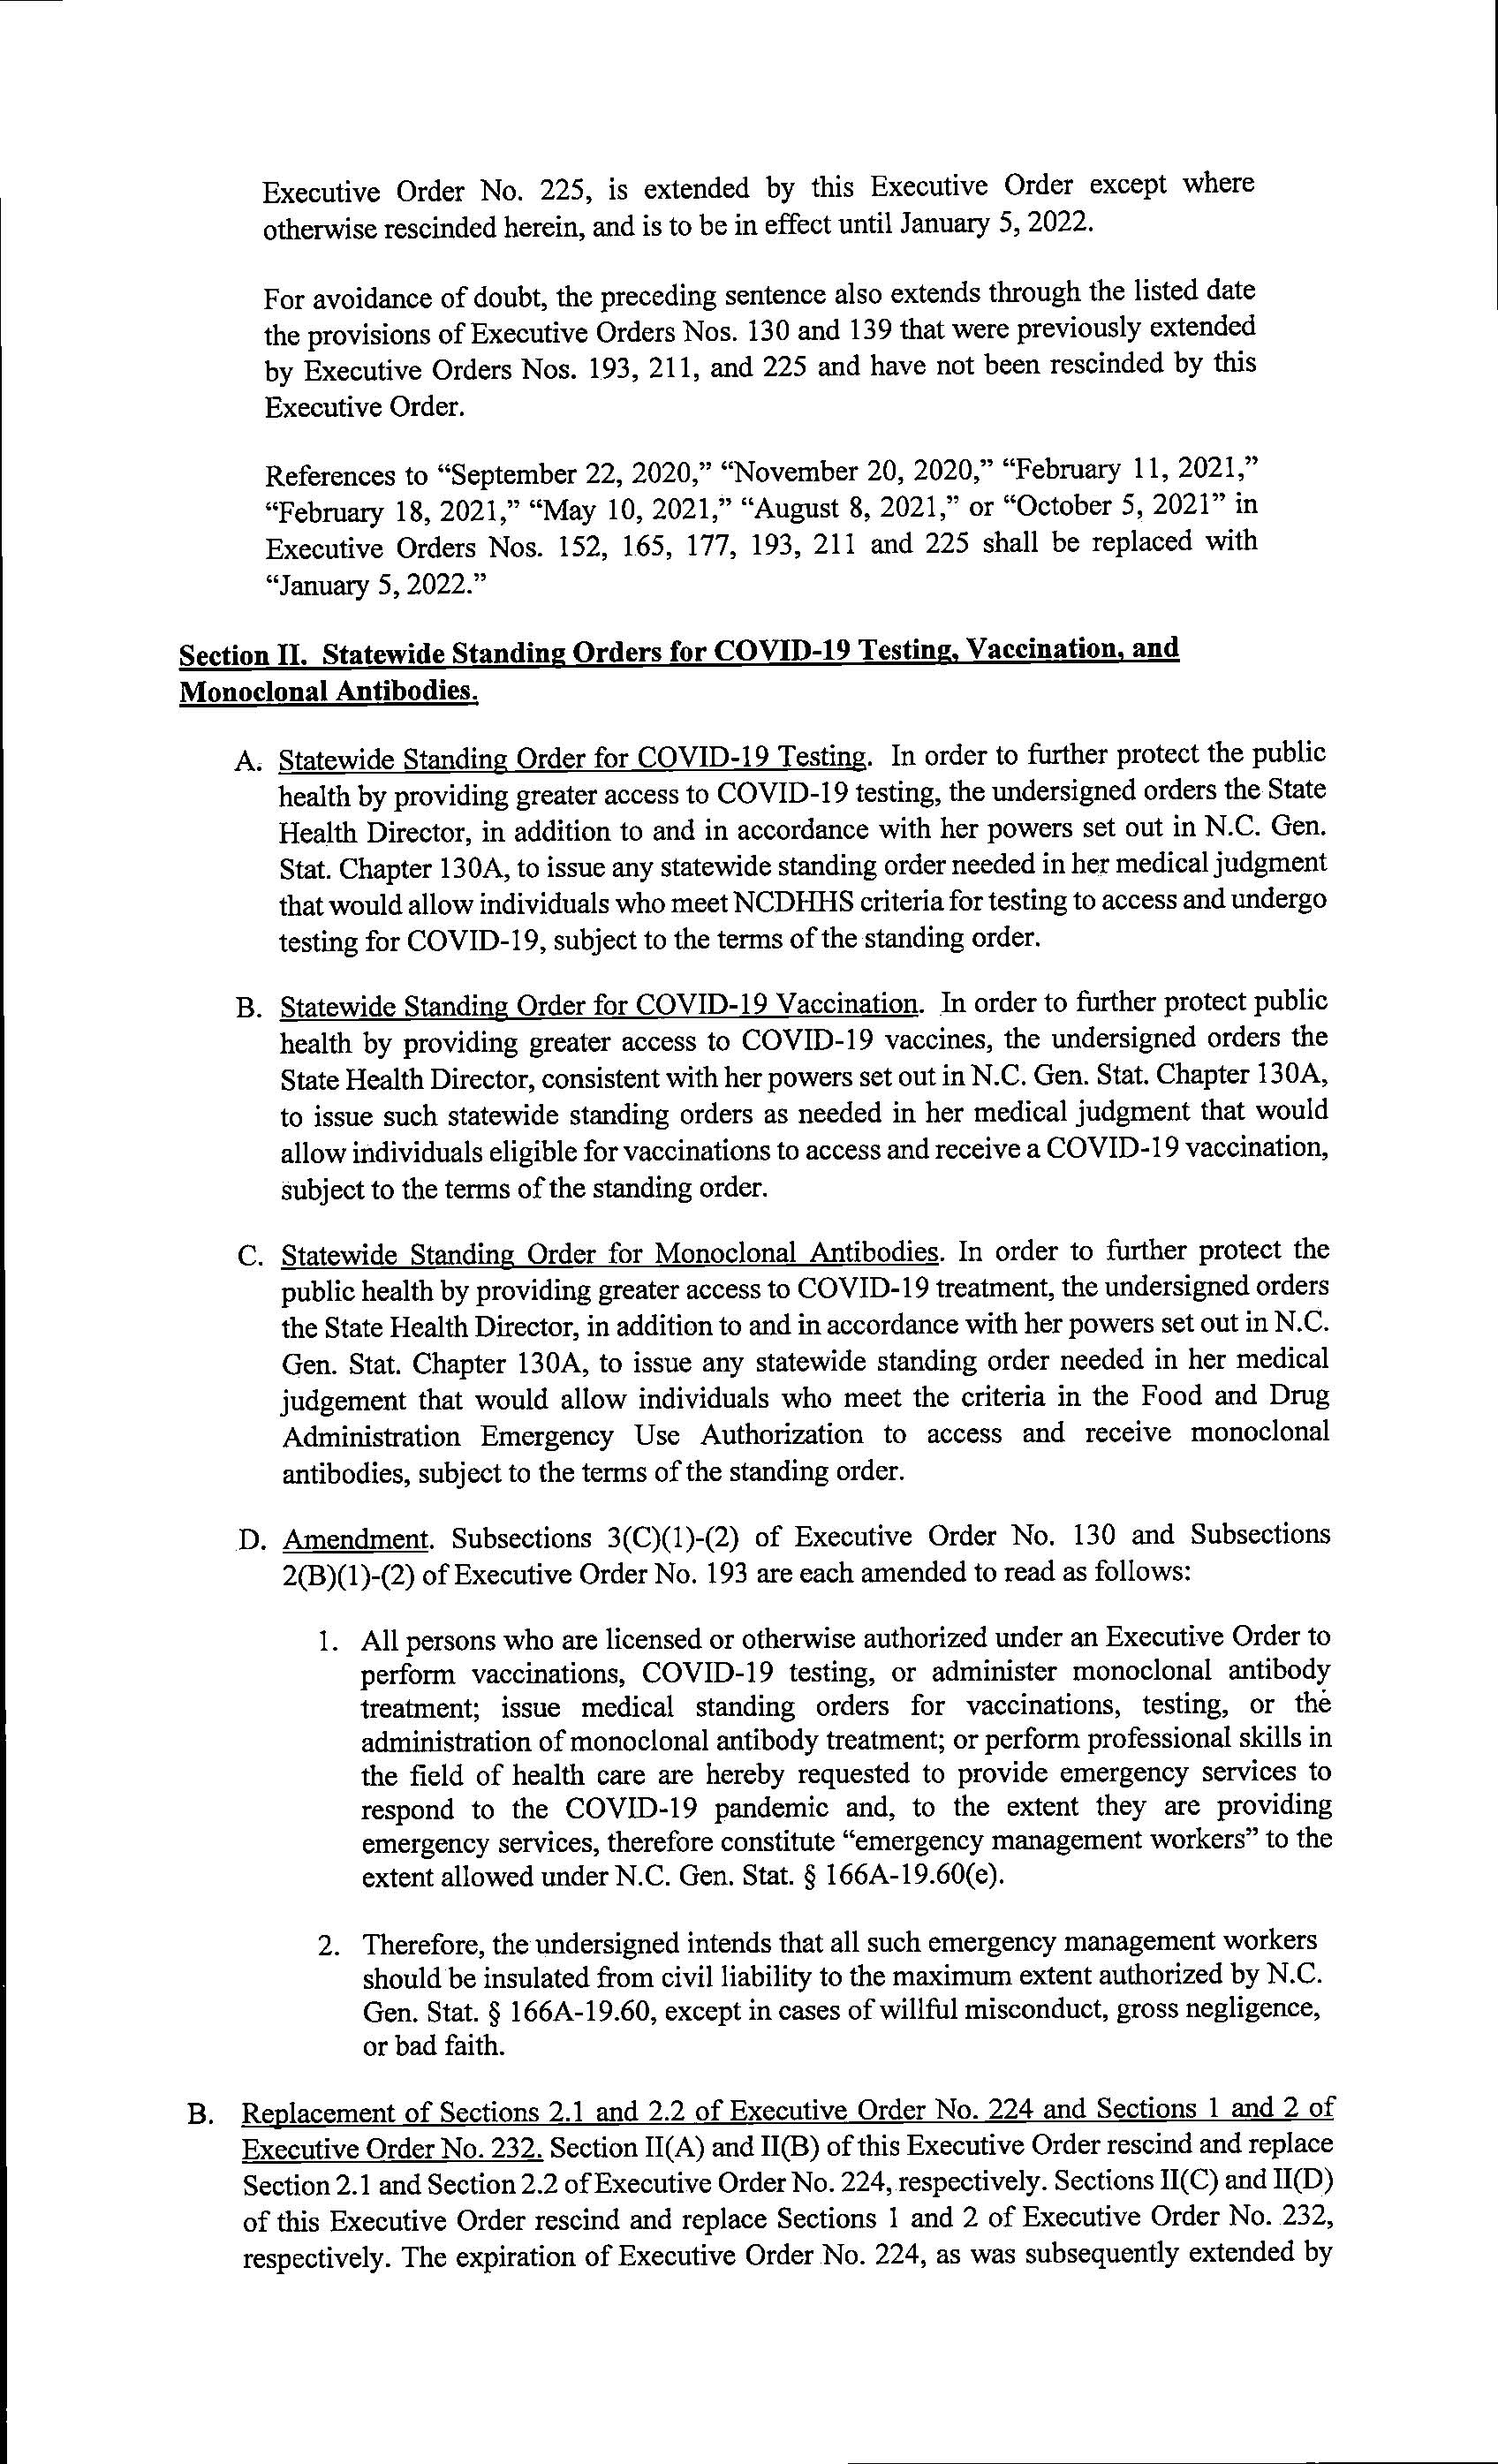 Executive Order No. 225, is extended by this Executive Order except where
otherwise rescinded herein, and is to be in effect until January 5, 2022.
For avoidance of doubt, the preceding sentence also extends through the listed date
the provisions of Executive Orders Nos. 130 and 139 that were previously extended
by Executive Orders Nos. 193, 211, and 225 and have not been rescinded by this
Executive Order.
References to “September 22, 2020,” “November 20, 2020,” “February 11, 2021,”
“February 18, 2021,” “May 10, 2021,” “August 8, 2021,” or “October 5, 2021” in
Executive Orders Nos. 152, 165, 177, 193, 211 and 225 shall be replaced with
“January 5, 2022.”
Section II. Statewide Standing Orders for COVID-19 Testing, Vaccination, and
Monoclonal Antibodies.
A. Statewide Standing Order for COVID-19 Testing. In order to further protect the public
health by providing greater access to COVID-19 testing, the undersigned orders the State
Health Director, in addition to and in accordance with her powers set out in N.C. Gen.
Stat. Chapter 130A, to issue any statewide standing order needed in her medical judgment
that would allow individuals who meet NCDHHS criteria for testing to access and undergo
testing for COVID-19, subject to the terms of the standing order.
B. Statewide Standing Order for COVID-19 Vaccination. In order to further protect public
health by providing greater access to COVID-19 vaccines, the undersigned orders the
State Health Director, consistent with her powers set out in N.C. Gen. Stat. Chapter 130A,
to issue such statewide standing orders as needed in her medical judgment that would
allow individuals eligible for vaccinations to access and receive a COVID-19 vaccination,
subject to the terms of the standing order.
C. Statewide Standing Order for Monoclonal Antibodies. In order to further protect the
public health by providing greater access to COVID-19 treatment, the undersigned orders
the State Health Director, in addition to and in accordance with her powers set out in N.C.
Gen. Stat. Chapter 130A, to issue any statewide standing order needed in her medical
judgement that would allow individuals who meet the criteria in the Food and Drug
Administration Emergency Use Authorization to access and receive monoclonal
antibodies, subject to the terms of the standing order.
D. Amendment. Subsections 3(C)(1)-(2) of Executive Order No. 130 and Subsections
2(B)(1)-(2) of Executive Order No. 193 are each amended to read as follows:
1. All persons who are licensed or otherwise authorized under an Executive Order to
perform vaccinations, COVID-19 testing, or administer monoclonal antibody
treatment; issue medical standing orders for vaccinations, testing, or the
administration of monoclonal antibody treatment; or perform professional skills in
the field of health care are hereby requested to provide emergency services to
respond to the COVID-19 pandemic and, to the extent they are providing
emergency services, therefore constitute “emergency management workers” to the
extent allowed under N.C. Gen. Stat. § 166A-19.60(e).
2. Therefore, the undersigned intends that all such emergency management workers
should be insulated from civil liability to the maximum extent authorized by N.C.
Gen. Stat. § 166A-19.60, except in cases of willful misconduct, gross negligence,
or bad faith.
B. Replacement of Sections 2.1 and 2.2 of Executive Order No. 224 and Sections 1 and 2 of
Executive Order No. 232. Section II(A) and II(B) of this Executive Order rescind and replace
Section 2.1 and Section 2.2 of Executive Order No. 224, respectively. Sections II(C) and II(D)
of this Executive Order rescind and replace Sections 1 and 2 of Executive Order No. 232,
respectively. The expiration of Executive Order No. 224, as was subsequently extended by